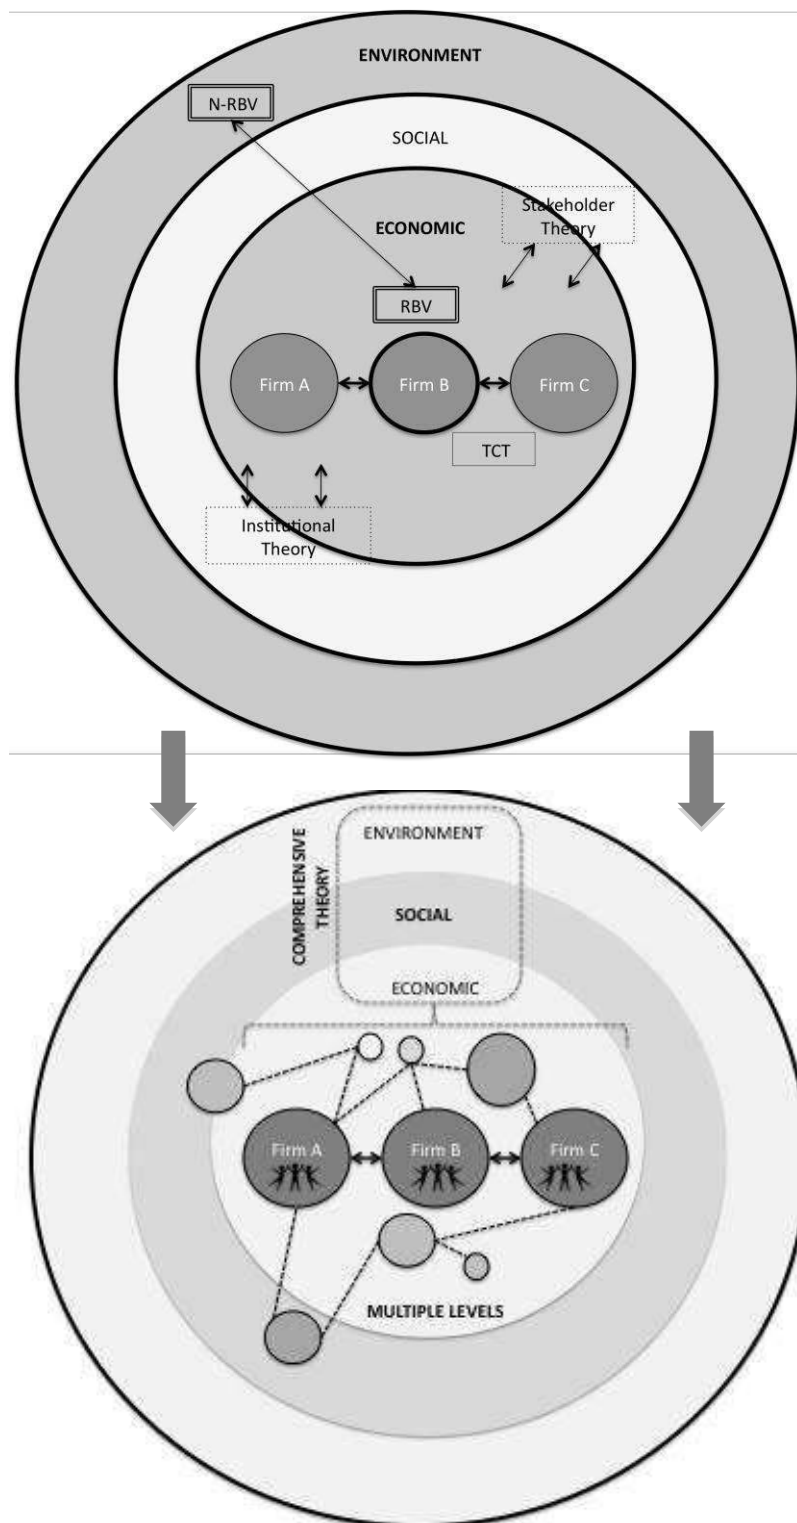 ENVIRONMENT
N-RBV
SOCIAL
Stakeholder
Theory
ECONOMIC
RBV
Firm A
Firm B
Firm C
TCT
Institutional
Theory
COMPREHENSIVE
THEORY
ENVIRONMENT
SOCIAL
ECONOMIC
Firm A
Firm B
Firm C
MULTIPLE LEVELS